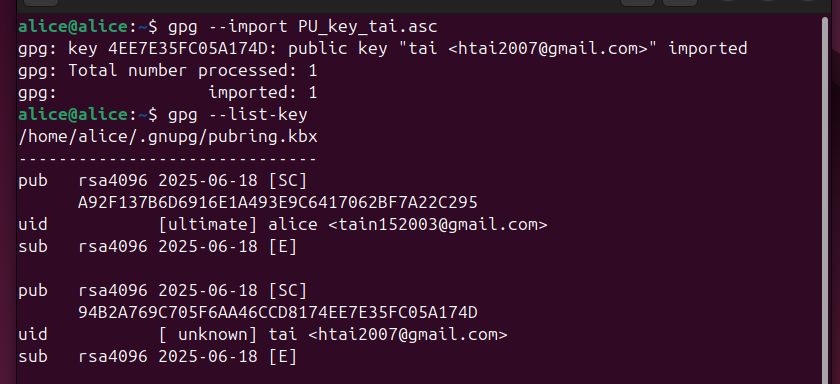 alice@alice:~$ gpg --import PU_key_tai.asc
gpg: key 4EE7E35FC05A174D: public key "tai <htai2007@gmail.com>" imported
gpg: Total number processed: 1
gpg:               imported: 1
alice@alice:~$ gpg --list-key
/home/alice/.gnupg/pubring.kbx
------------------------------
pub   rsa4096 2025-06-18 [SC]
      A92F137B6D6916E1A493E9C6417062BF7A22C295
uid           [ultimate] alice <tain152003@gmail.com>
sub   rsa4096 2025-06-18 [E]

pub   rsa4096 2025-06-18 [SC]
      94B2A769C705F6AA46CCD8174EE7E35FC05A174D
uid           [ unknown] tai <htai2007@gmail.com>
sub   rsa4096 2025-06-18 [E]